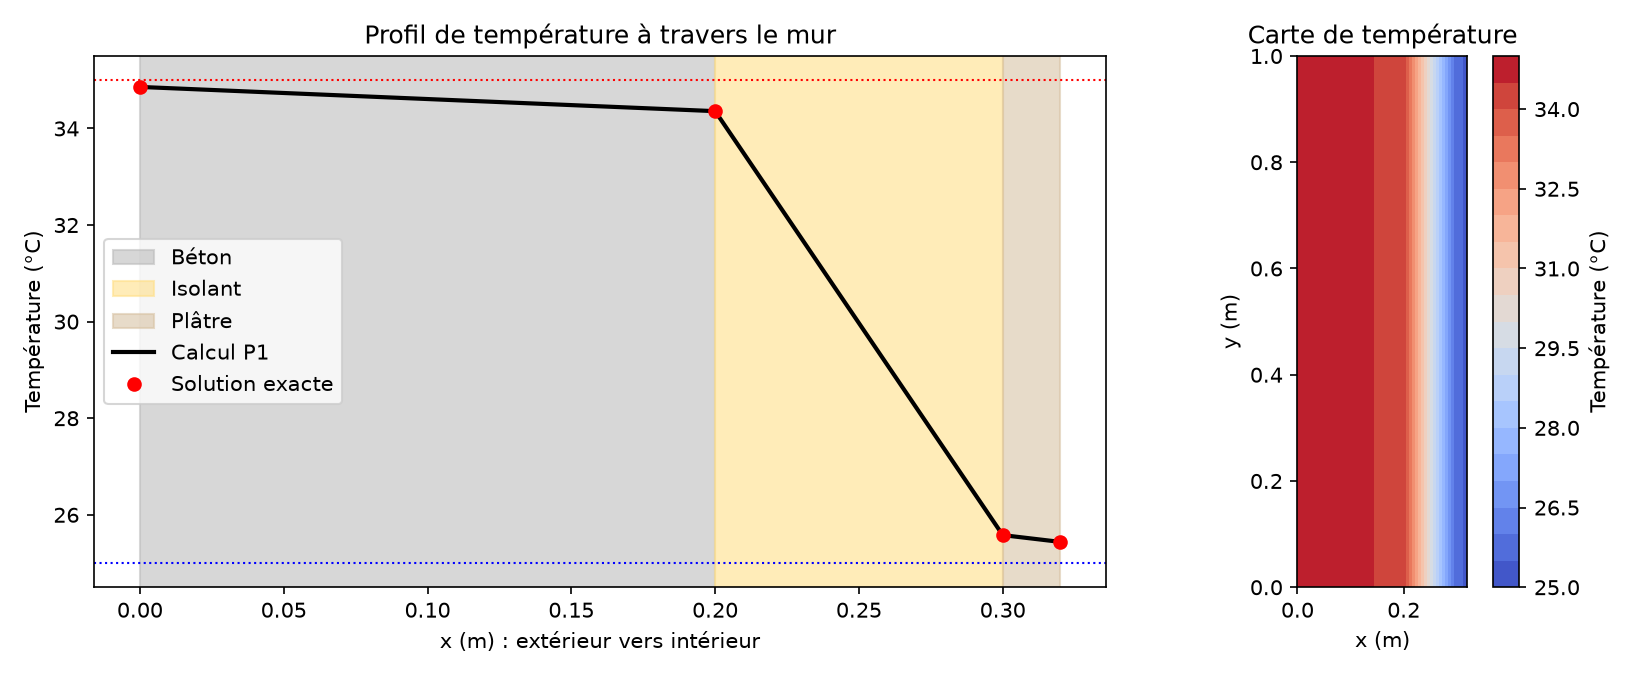 Profil de température à travers le mur
Température (°C)
34
32
30
28
26
Béton
Isolant
Plâtre
Calcul P1
Solution exacte
0.00
0.05
0.10
0.15
0.20
0.25
0.30
x (m) : extérieur vers intérieur
Carte de température
y (m)
1.0
0.8
0.6
0.4
0.2
0.0
0.0
0.2
x (m)
34.0
32.5
31.0
29.5
28.0
26.5
25.0
Température (°C)